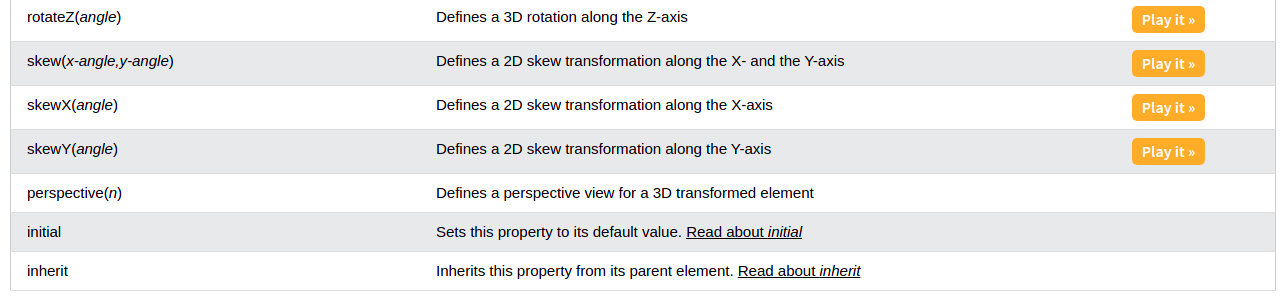 rotateZ(angle) Defines a 3D rotation along the Z-axis Play it »
skew(x-angle,y-angle) Defines a 2D skew transformation along the X- and the Y-axis Play it »
skewX(angle) Defines a 2D skew transformation along the X-axis Play it »
skewY(angle) Defines a 2D skew transformation along the Y-axis Play it »
perspective(n) Defines a perspective view for a 3D transformed element
initial Sets this property to its default value. Read about initial
inherit Inherits this property from its parent element. Read about inherit